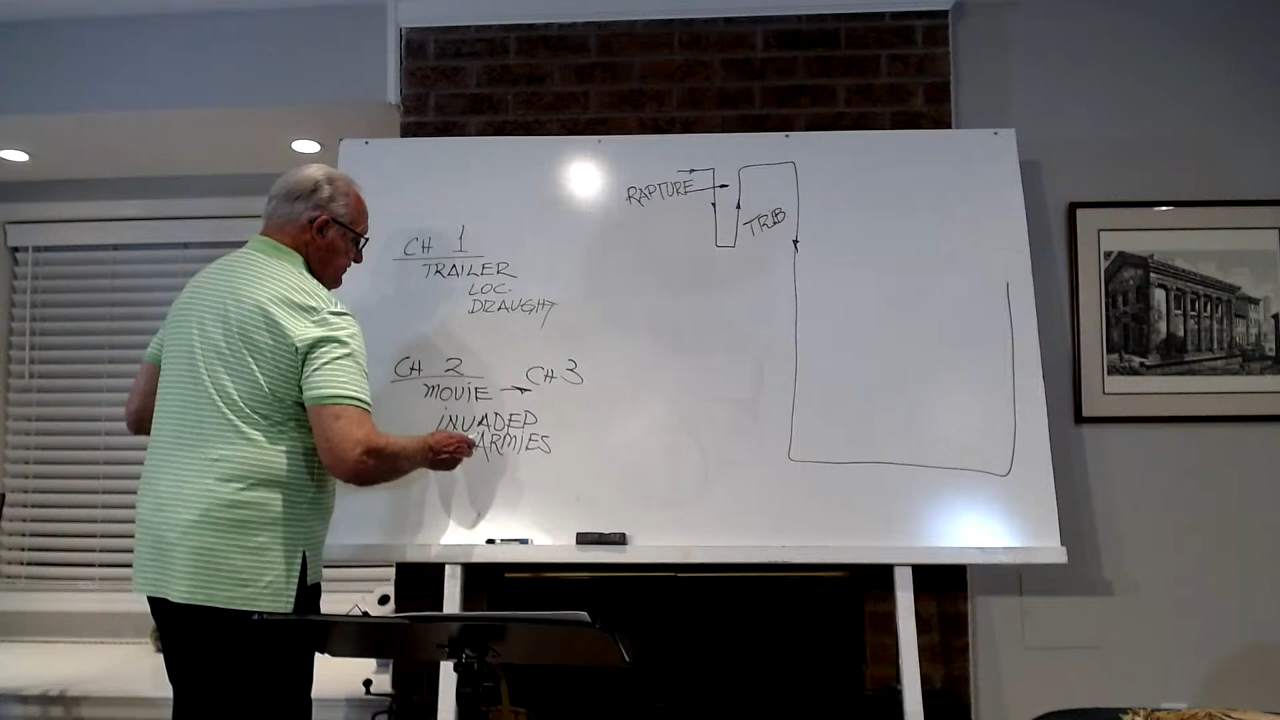 RAPTURE
TRIB
CH 1
TRAILER
LOC.
DRAUGHT
CH 2
MOVIE → CH 3
INVADED
ARMIES